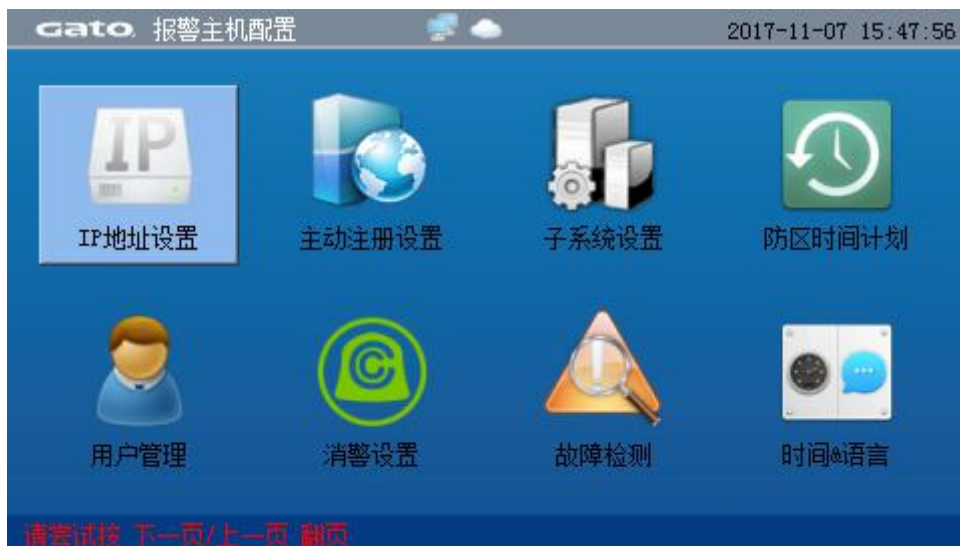 Gato 报警主机配置 2017-11-07 15:47:56
IP
IP地址设置 主动注册设置 子系统设置 防区时间计划
用户管理 消警设置 故障检测 时间&语言
请尝试按 下一页/上一页 翻页